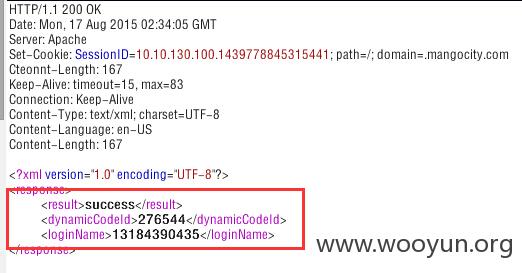 HTTP/1.1 200 OK
Date: Mon, 17 Aug 2015 02:34:05 GMT
Server: Apache
Set-Cookie: SessionID=10.10.130.100.1439778845315441; path=/; domain=.mangocity.com
Cteonnt-Length: 167
Keep-Alive: timeout=15, max=83
Connection: Keep-Alive
Content-Type: text/xml; charset=UTF-8
Content-Language: en-US
Content-Length: 167

<?xml version="1.0" encoding="UTF-8"?>
<response>
<result>success</result>
<dynamicCodeId>276544</dynamicCodeId>
<loginName>13184390435</loginName>
</response>
www.wooyun.org